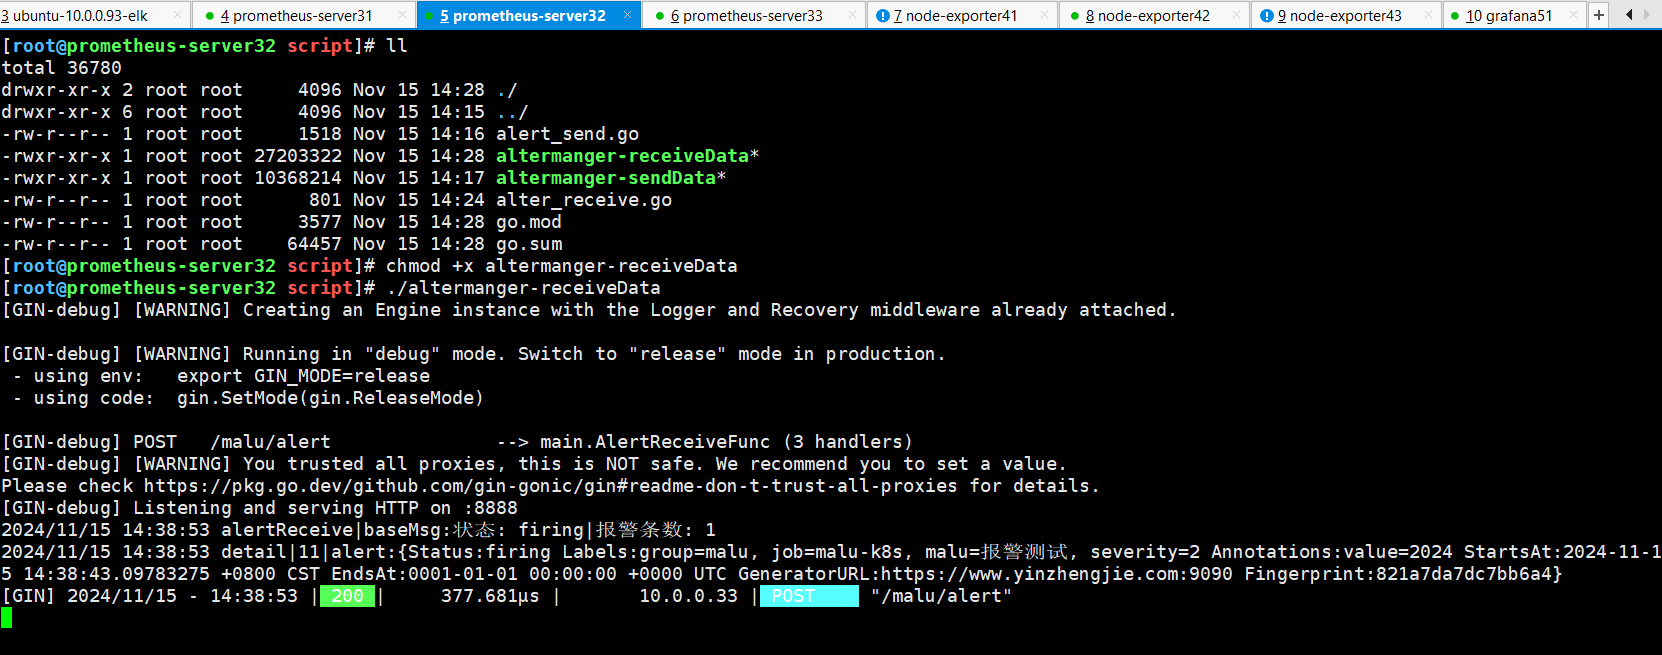 3 ubuntu-10.0.0.93-elk × 4 prometheus-server31 × 5 prometheus-server32 × 6 prometheus-server33 × 7 node-exporter41 × 8 node-exporter42 × 9 node-exporter43 × 10 grafana51 × +
[root@prometheus-server32 script]# ll
total 36780
drwxr-xr-x 2 root root     4096 Nov 15 14:28 ./
drwxr-xr-x 6 root root     4096 Nov 15 14:15 ../
-rw-r--r-- 1 root root     1518 Nov 15 14:16 alert_send.go
-rwxr-xr-x 1 root root 27203322 Nov 15 14:28 altermanger-receiveData*
-rwxr-xr-x 1 root root 10368214 Nov 15 14:17 altermanger-sendData*
-rw-r--r-- 1 root root      801 Nov 15 14:24 alter_receive.go
-rw-r--r-- 1 root root     3577 Nov 15 14:28 go.mod
-rw-r--r-- 1 root root    64457 Nov 15 14:28 go.sum
[root@prometheus-server32 script]# chmod +x altermanger-receiveData
[root@prometheus-server32 script]# ./altermanger-receiveData
[GIN-debug] [WARNING] Creating an Engine instance with the Logger and Recovery middleware already attached.
[GIN-debug] [WARNING] Running in "debug" mode. Switch to "release" mode in production.
 - using env:   export GIN_MODE=release
 - using code:  gin.SetMode(gin.ReleaseMode)
[GIN-debug] POST   /malu/alert               --> main.AlertReceiveFunc (3 handlers)
[GIN-debug] [WARNING] You trusted all proxies, this is NOT safe. We recommend you to set a value.
Please check https://pkg.go.dev/github.com/gin-gonic/gin#readme-don-t-trust-all-proxies for details.
[GIN-debug] Listening and serving HTTP on :8888
2024/11/15 14:38:53 alertReceive|baseMsg:状态: firing|报警条数: 1
2024/11/15 14:38:53 detail|11|alert:{Status:firing Labels:group=malu, job=malu-k8s, malu=报警测试, severity=2 Annotations:value=2024 StartsAt:2024-11-1
5 14:38:43.09783275 +0800 CST EndsAt:0001-01-01 00:00:00 +0000 UTC GeneratorURL:https://www.yinzhengjie.com:9090 Fingerprint:821a7da7dc7bb6a4}
[GIN] 2024/11/15 - 14:38:53 | 200 |     377.681µs |       10.0.0.33 | POST     "/malu/alert"